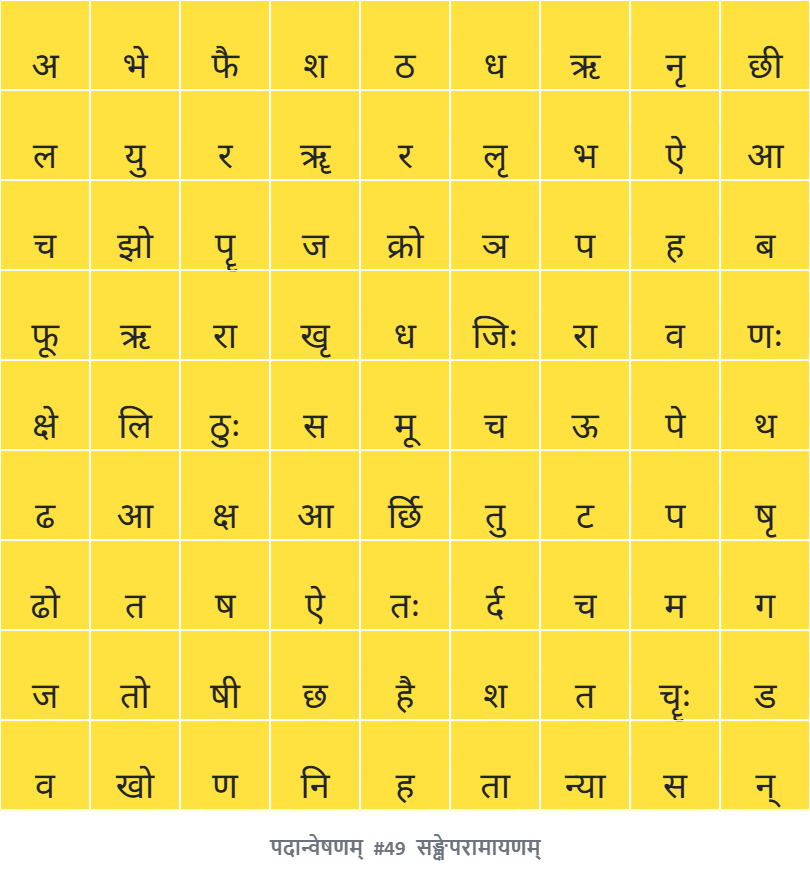 अ भे फै श ठ ध ऋ नृ छी
ल यु र ॠ र लृ भ ऐ आ
च झो पॄ ज क्रो ञ प ह ब
फू ऋ रा खृ ध जिः रा व णः
क्षे लि ठुः स मू च ऊ पे थ
ढ आ क्ष आ र्छि तु ट प षृ
ढो त ष ऐ तः र्द च म ग
ज तो षी छ है श त चॄः ड
व खो ण नि ह ता न्या स न्
पदान्वेषणम् #49 सङ्क्षेपरामायणम्